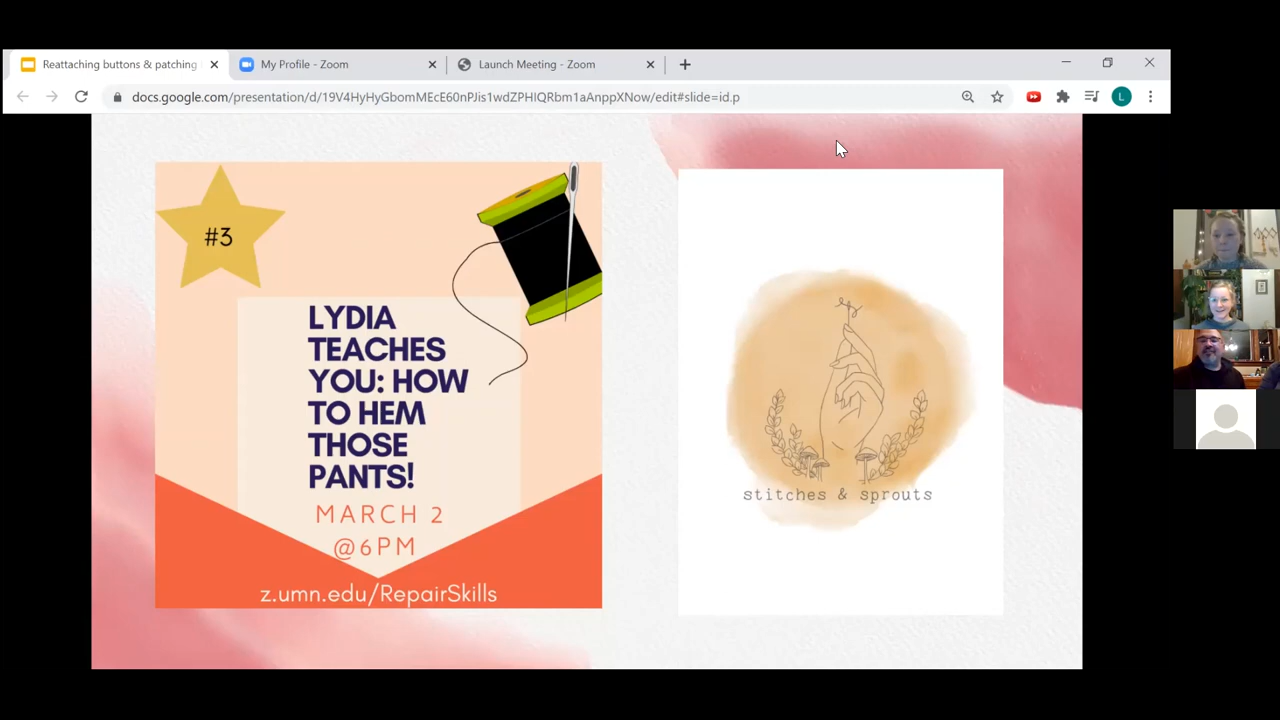 Reattaching buttons & patching
My Profile - Zoom
Launch Meeting - Zoom
docs.google.com/presentation/d/19V4HyHyGbomMEcE60nPJis1wdZPHIQRbm1aAnppXNow/edit#slide=id.p
L
#3
LYDIA
TEACHES
YOU: HOW
TO HEM
THOSE
PANTS!
MARCH 2
@6PM
z.umn.edu/RepairSkills
stitches & sprouts